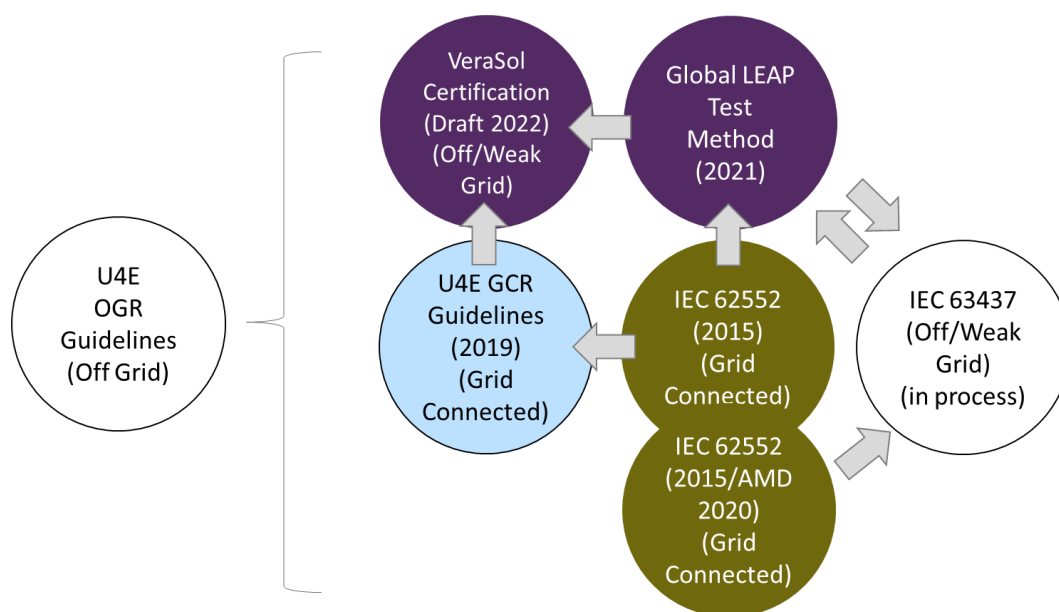 U4E
OGR
Guidelines
(Off Grid)
VeraSol
Certification
(Draft 2022)
(Off/Weak
Grid)
Global LEAP
Test
Method
(2021)
U4E GCR
Guidelines
(2019)
(Grid
Connected)
IEC 62552
(2015)
(Grid
Connected)
IEC 63437
(Off/Weak
Grid)
(in process)
IEC 62552
(2015/AMD
2020)
(Grid
Connected)